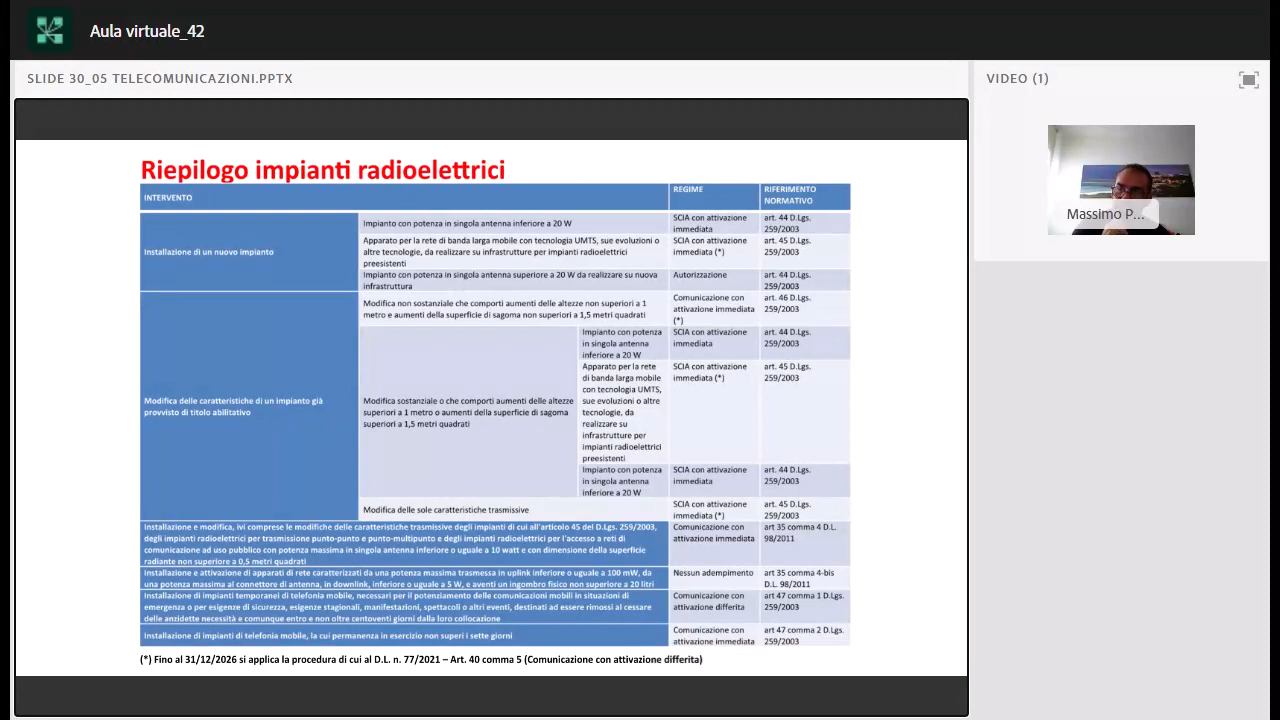 Aula virtuale_42
SLIDE 30_05 TELECOMUNICAZIONI.PPTX
VIDEO (1)
Massimo P...
Riepilogo impianti radioelettrici
INTERVENTO
REGIME
RIFERIMENTO
NORMATIVO
Installazione di un nuovo impianto
Impianto con potenza in singola antenna inferiore a 20 W
SCIA con attivazione
immediata
art. 44 D.Lgs.
259/2003
Apparato per la rete di banda larga mobile con tecnologia UMTS, sue evoluzioni o
altre tecnologie, da realizzare su infrastrutture per impianti radioelettrici
preesistenti
SCIA con attivazione
immediata (*)
art. 45 D.Lgs.
259/2003
Impianto con potenza in singola antenna superiore a 20 W da realizzare su nuova
infrastruttura
Autorizzazione
art. 44 D.Lgs.
259/2003
Modifica delle caratteristiche di un impianto già
provvisto di titolo abilitativo
Modifica non sostanziale che comporti aumenti delle altezze non superiori a 1
metro e aumenti della superficie di sagoma non superiori a 1,5 metri quadrati
Comunicazione con
attivazione immediata
(*)
art. 46 D.Lgs.
259/2003
Modifica sostanziale o che comporti aumenti delle altezze
superiori a 1 metro o aumenti della superficie di sagoma
superiori a 1,5 metri quadrati
Impianto con potenza
in singola antenna
inferiore a 20 W
SCIA con attivazione
immediata
art. 44 D.Lgs.
259/2003
Apparato per la rete
di banda larga mobile
con tecnologia UMTS,
sue evoluzioni o altre
tecnologie, da
realizzare su
infrastrutture per
impianti radioelettrici
preesistenti
SCIA con attivazione
immediata (*)
art. 45 D.Lgs.
259/2003
Impianto con potenza
in singola antenna
inferiore a 20 W
SCIA con attivazione
immediata
art. 44 D.Lgs.
259/2003
Modifica delle sole caratteristiche trasmissive
SCIA con attivazione
immediata (*)
art. 45 D.Lgs.
259/2003
Installazione e modifica, ivi comprese le modifiche delle caratteristiche trasmissive degli impianti di cui all'articolo 45 del D.Lgs. 259/2003,
degli impianti radioelettrici per trasmissione punto-punto e punto-multipunto e degli impianti radioelettrici per l'accesso a reti di
comunicazione ad uso pubblico con potenza massima in singola antenna inferiore o uguale a 10 watt e con dimensione della superficie
radiante non superiore a 0,5 metri quadrati
Comunicazione con
attivazione immediata
art 35 comma 4 D.L.
98/2011
Installazione e attivazione di apparati di rete caratterizzati da una potenza massima trasmessa in uplink inferiore o uguale a 100 mW, da
una potenza massima al connettore di antenna, in downlink, inferiore o uguale a 5 W, e aventi un ingombro fisico non superiore a 20 litri
Nessun adempimento
art 35 comma 4-bis
D.L. 98/2011
Installazione di impianti temporanei di telefonia mobile, necessari per il potenziamento delle comunicazioni mobili in situazioni di
emergenza o per esigenze di sicurezza, esigenze stagionali, manifestazioni, spettacoli o altri eventi, destinati ad essere rimossi al cessare
delle anzidette necessità e comunque entro e non oltre centoventi giorni dalla loro collocazione
Comunicazione con
attivazione differita
art 47 comma 1 D.Lgs.
259/2003
Installazione di impianti di telefonia mobile, la cui permanenza in esercizio non superi i sette giorni
Comunicazione con
attivazione immediata
art 47 comma 2 D.Lgs.
259/2003
(*) Fino al 31/12/2026 si applica la procedura di cui al D.L. n. 77/2021 – Art. 40 comma 5 (Comunicazione con attivazione differita)